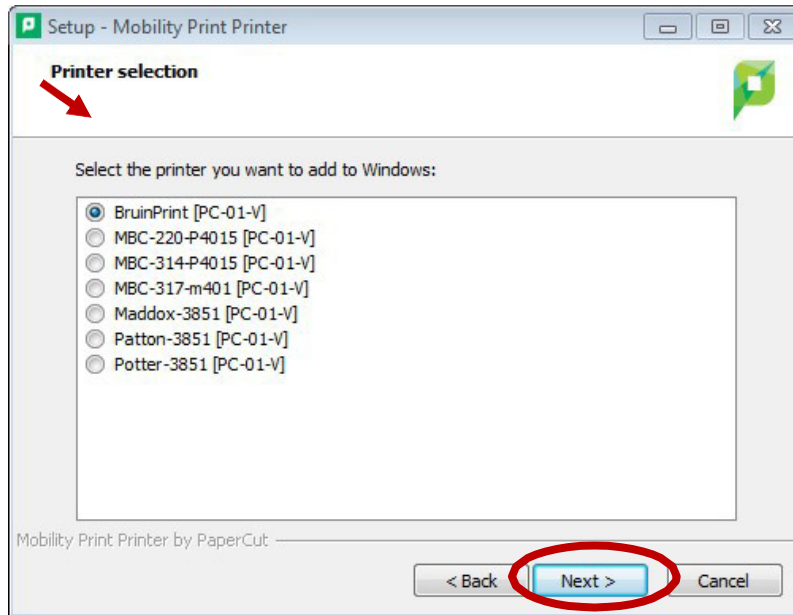 Setup - Mobility Print Printer
Printer selection
Select the printer you want to add to Windows:
BruinPrint [PC-01-V]
MBC-220-P4015 [PC-01-V]
MBC-314-P4015 [PC-01-V]
MBC-317-m401 [PC-01-V]
Maddox-3851 [PC-01-V]
Patton-3851 [PC-01-V]
Potter-3851 [PC-01-V]
Mobility Print Printer by PaperCut
< Back Next > Cancel